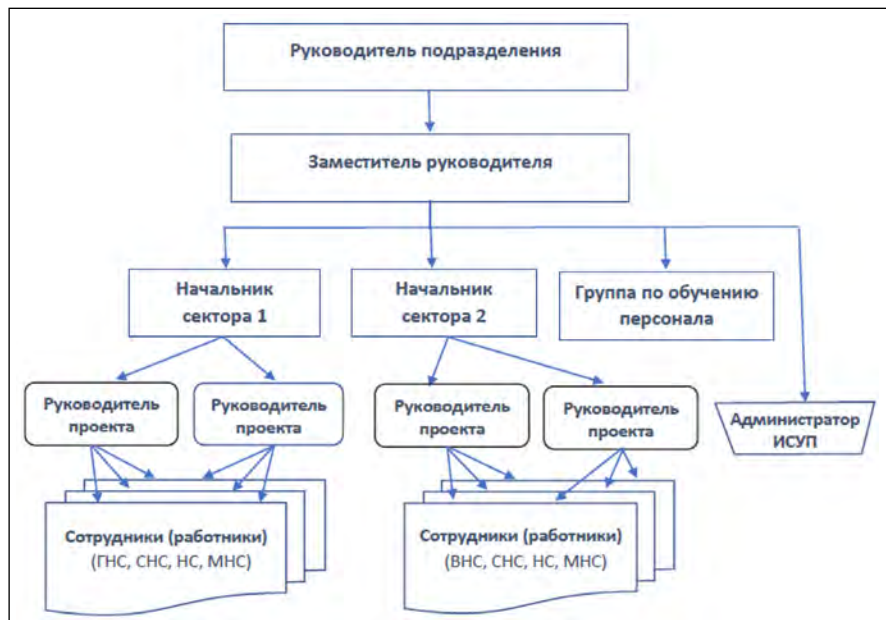 Руководитель подразделения
Заместитель руководителя
Начальник
сектора 1
Начальник
сектора 2
Группа по обучению
персонала
Руководитель
проекта
Руководитель
проекта
Руководитель
проекта
Руководитель
проекта
Администратор
ИСУП
Сотрудники (работники)
(ГНС, СНС, НС, МНС)
Сотрудники (работники)
(ВНС, СНС, НС, МНС)